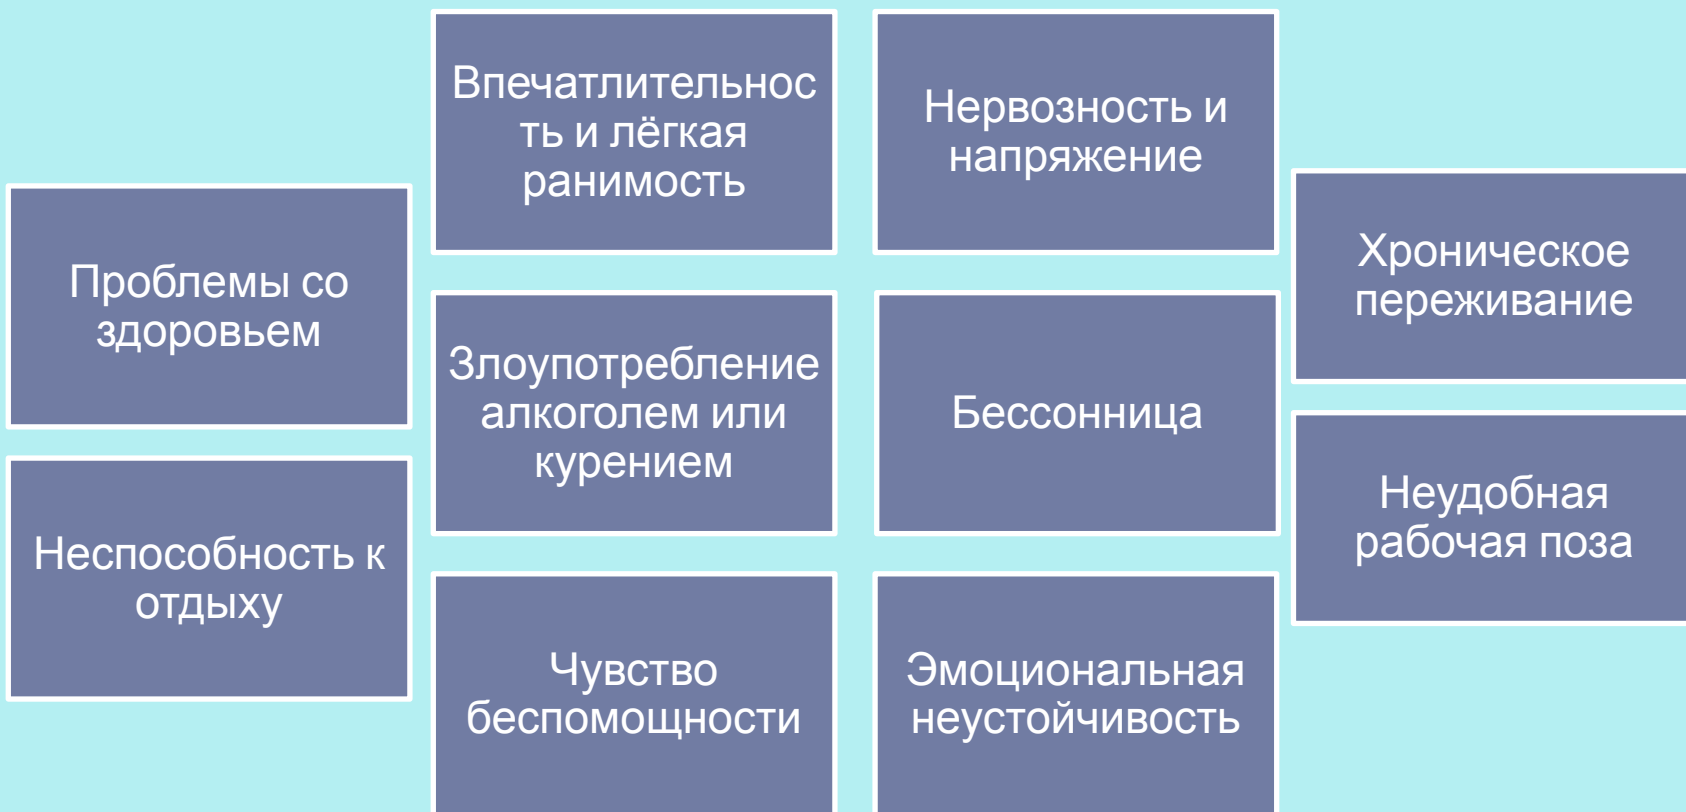 Впечатлительнос
ть и лёгкая
ранимость
Нервозность и
напряжение
Проблемы со
здоровьем
Хроническое
переживание
Злоупотребление
алкоголем или
курением
Бессонница
Неспособность к
отдыху
Неудобная
рабочая поза
Чувство
беспомощности
Эмоциональная
неустойчивость